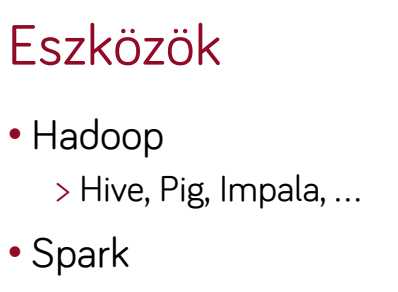 Eszközök
• Hadoop
> Hive, Pig, Impala, ...
• Spark